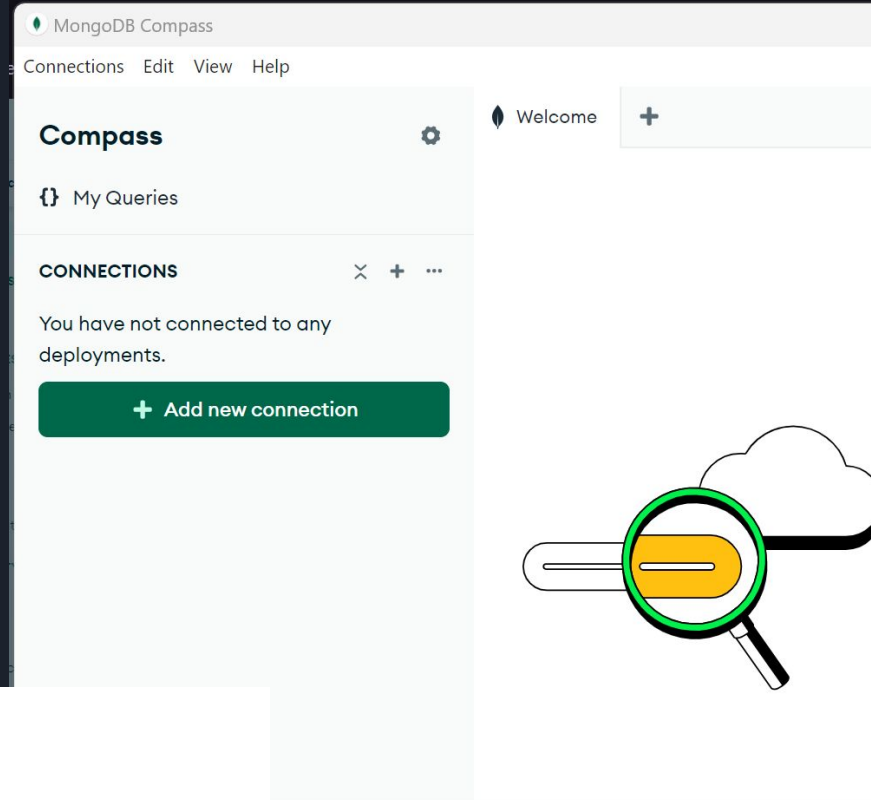 MongoDB Compass
Connections Edit View Help
Compass
Welcome
{} My Queries
CONNECTIONS
You have not connected to any
deployments.
Add new connection